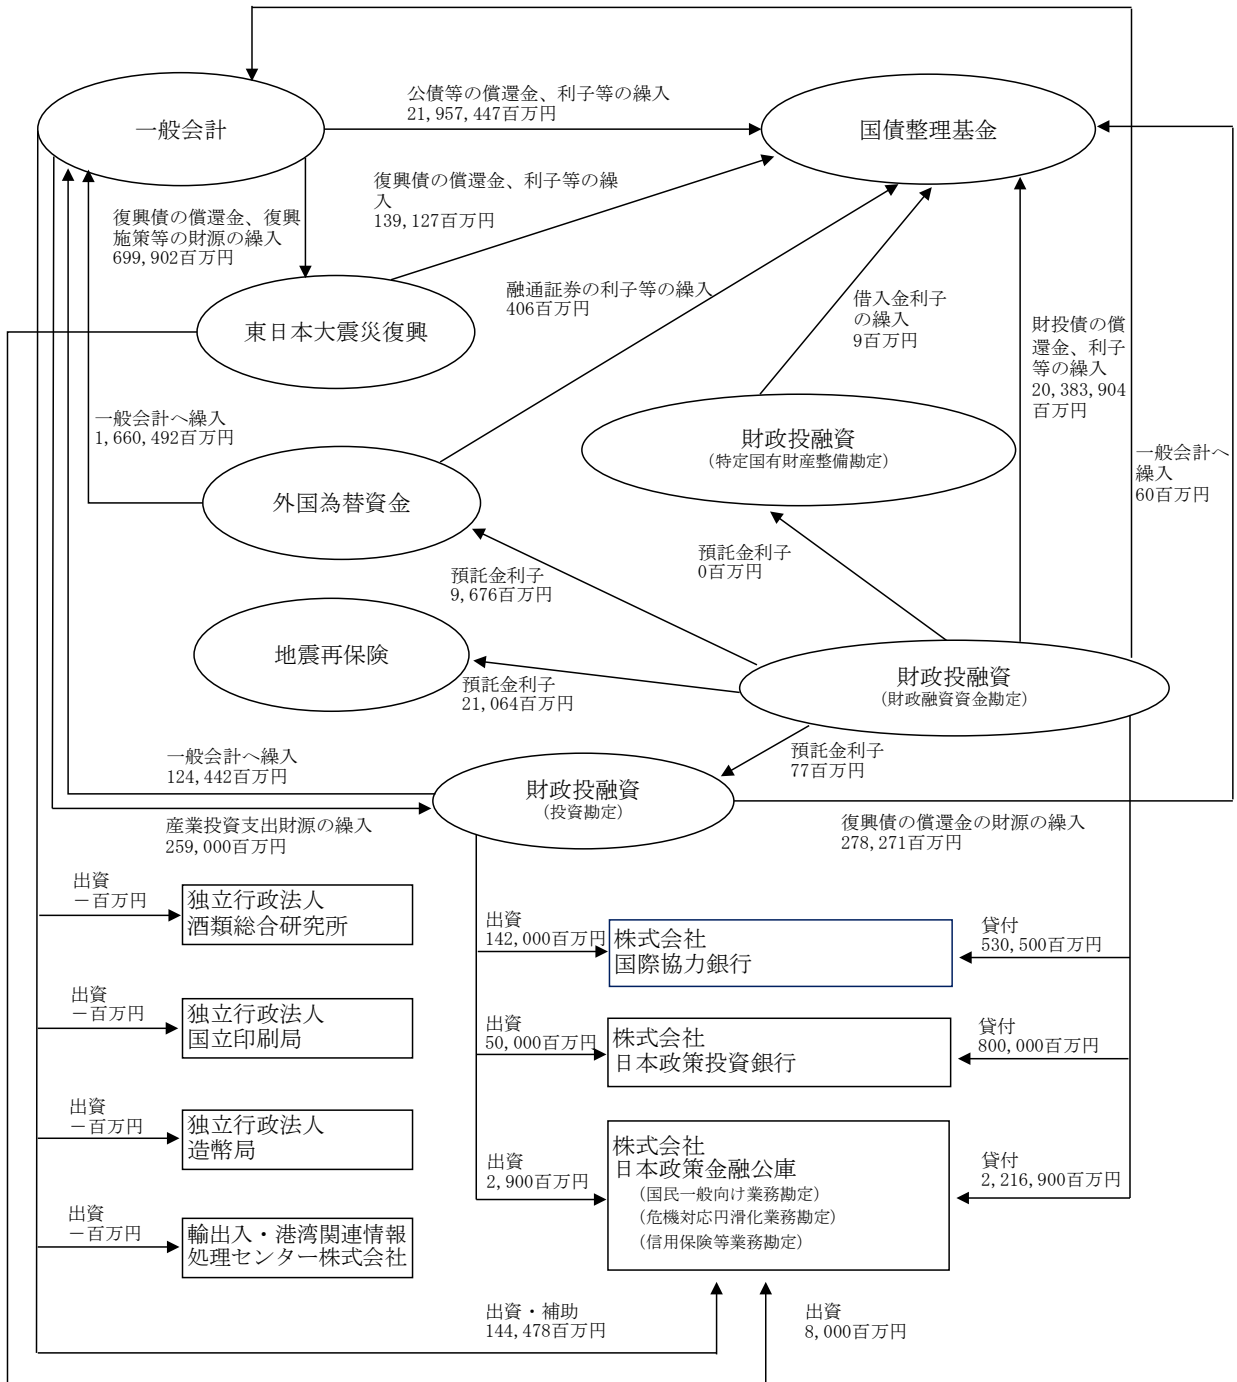 一般会計
公債等の償還金、利子等の繰入
21,957,447百万円
国債整理基金
復興債の償還金、利子等の繰
入
139,127百万円
復興債の償還金、復興
施策等の財源の繰入
699,902百万円
融通証券の利子等の繰入
406百万円
借入金利子
の繰入
9百万円
財投債の償
還金、利子
等の繰入
20,383,904
百万円
東日本大震災復興
一般会計へ繰入
1,660,492百万円
財政投融資
(特定国有財産整備勘定)
一般会計へ
繰入
60百万円
外国為替資金
預託金利子
0百万円
預託金利子
9,676百万円
地震再保険
預託金利子
21,064百万円
財政投融資
(財政融資資金勘定)
預託金利子
77百万円
一般会計へ繰入
124,442百万円
財政投融資
(投資勘定)
産業投資支出財源の繰入
259,000百万円
復興債の償還金の財源の繰入
278,271百万円
出資
－百万円
独立行政法人
酒類総合研究所
出資
142,000百万円
株式会社
国際協力銀行
貸付
530,500百万円
出資
－百万円
独立行政法人
国立印刷局
出資
50,000百万円
株式会社
日本政策投資銀行
貸付
800,000百万円
出資
－百万円
独立行政法人
造幣局
出資
2,900百万円
株式会社
日本政策金融公庫
(国民一般向け業務勘定)
(危機対応円滑化業務勘定)
(信用保険等業務勘定)
貸付
2,216,900百万円
出資
－百万円
輸出入・港湾関連情報
処理センター株式会社
出資・補助
144,478百万円
出資
8,000百万円